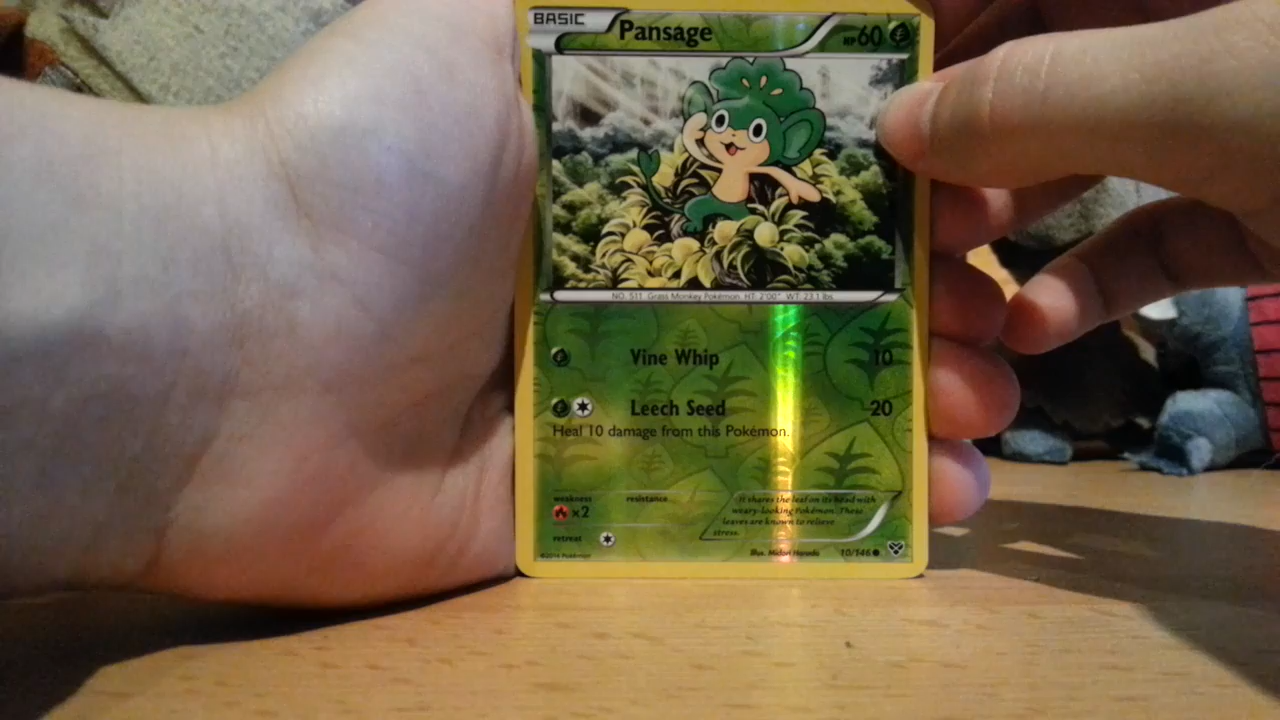 BASIC Pansage HP60
NO. 511 Grass Monkey Pokémon HT: 2'00" WT: 23.1 lbs
Vine Whip 10
Leech Seed 20
Heal 10 damage from this Pokémon.
weakness resistance
×2
It shares the leaf on its head with
weary-looking Pokémon. These
leaves are known to relieve
stress.
retreat
©2014 Pokémon Illus. Midori Harada 10/146